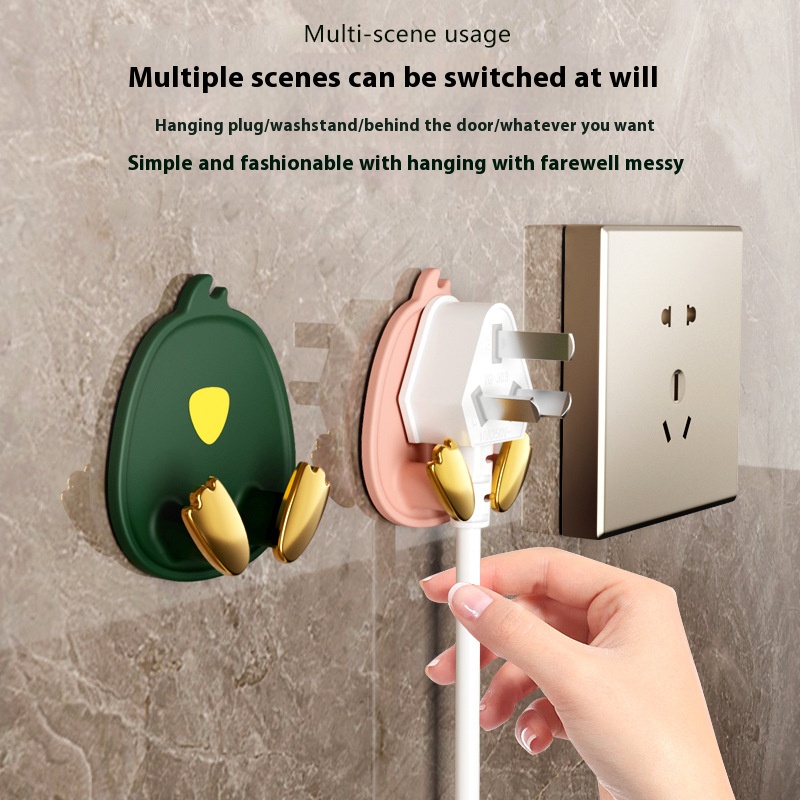 Multi-scene usage
Multiple scenes can be switched at will
Hanging plug/washstand/behind the door/whatever you want
Simple and fashionable with hanging with farewell messy